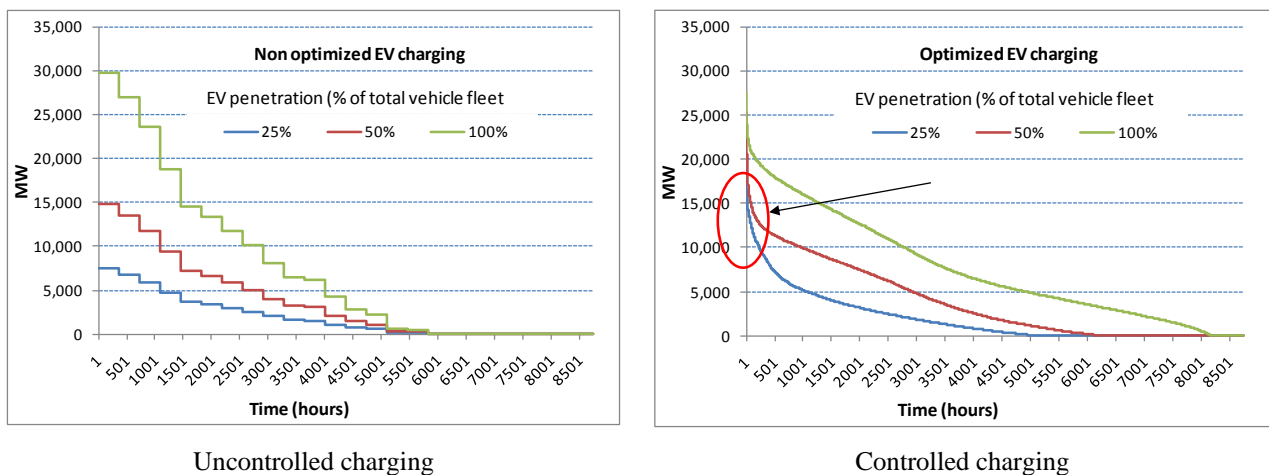 Non optimized EV charging
EV penetration (% of total vehicle fleet
25% 50% 100%
MW
35,000
30,000
25,000
20,000
15,000
10,000
5,000
0
1 501 1001 1501 2001 2501 3001 3501 4001 4501 5001 5501 6001 6501 7001 7501 8001 8501
Time (hours)
Uncontrolled charging
Optimized EV charging
EV penetration (% of total vehicle fleet
25% 50% 100%
MW
35,000
30,000
25,000
20,000
15,000
10,000
5,000
0
1 501 1001 1501 2001 2501 3001 3501 4001 4501 5001 5501 6001 6501 7001 7501 8001 8501
Time (hours)
Controlled charging